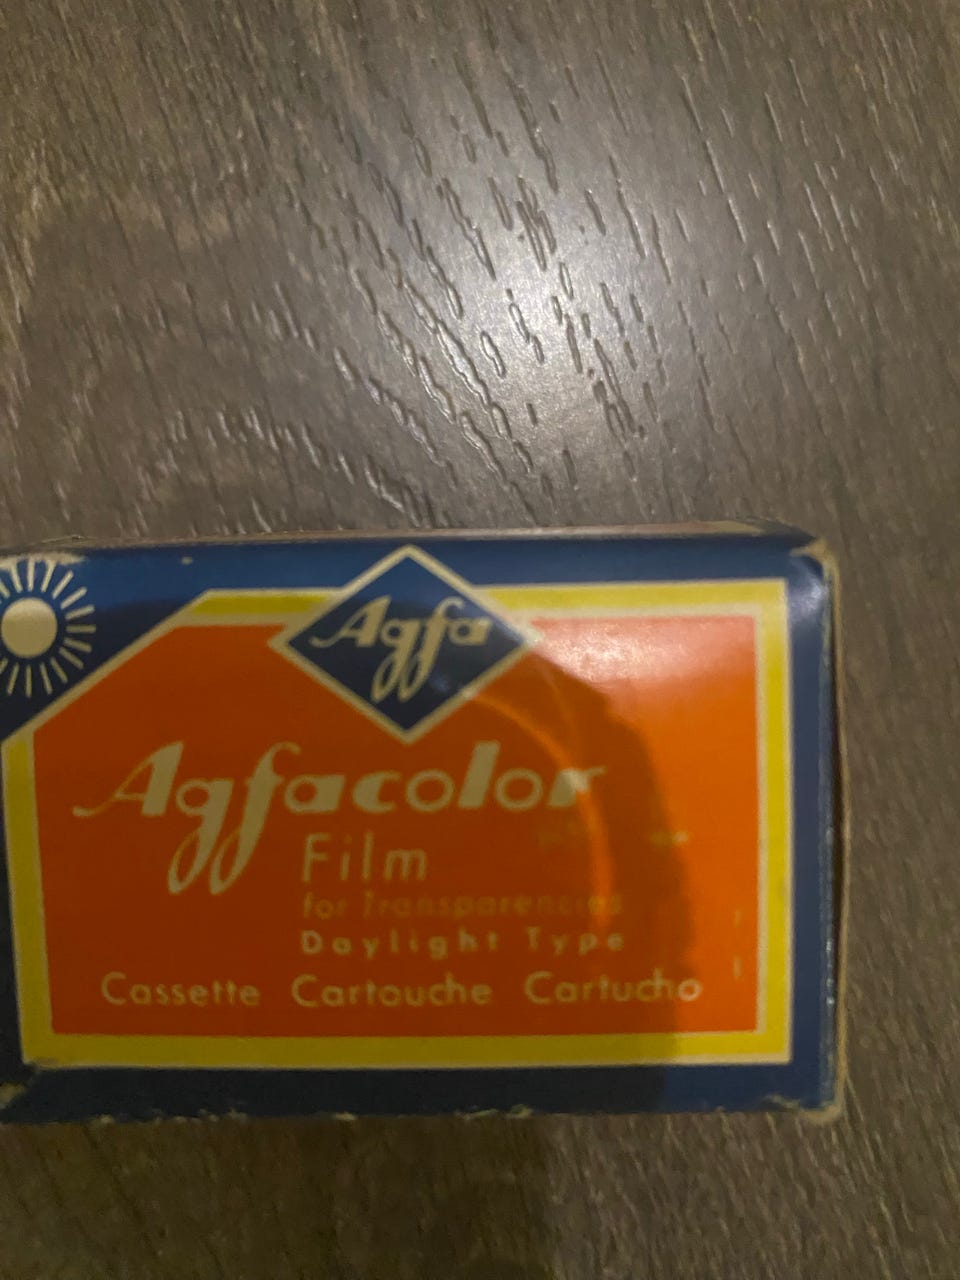 Agfa
Agfacolor
Film
for Transparencies
Daylight Type
Cassette Cartouche Cartucho